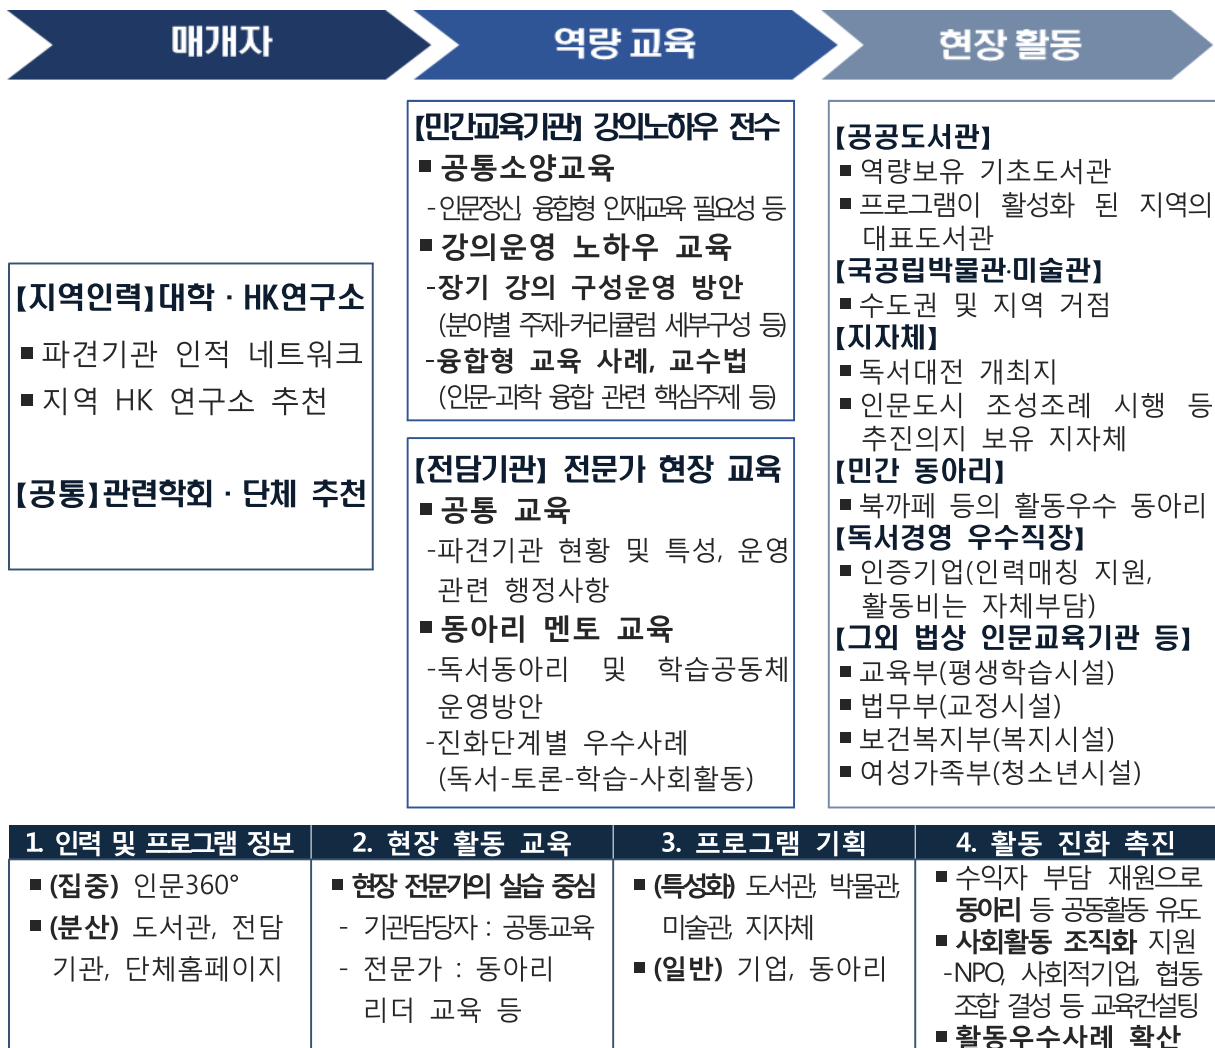 매개자
역량 교육
현장 활동
【지역인력】대학 · HK연구소
▪ 파견기관 인적 네트워크
▪ 지역 HK 연구소 추천
【공통】관련학회 · 단체 추천
【민간교육기관】 강의노하우 전수
▪ 공통소양교육
- 인문정신, 융합형 인재교육 필요성 등
▪ 강의운영 노하우 교육
-장기 강의 구성운영 방안
(분야별 주제-커리큘럼 세부구성 등)
-융합형 교육 사례, 교수법
(인문-과학 융합 관련 핵심주제 등)
【전담기관】 전문가 현장 교육
▪ 공통 교육
-파견기관 현황 및 특성, 운영
관련 행정사항
▪ 동아리 멘토 교육
-독서동아리 및 학습공동체
운영방안
-진화단계별 우수사례
(독서-토론-학습-사회활동)
【공공도서관】
▪ 역량보유 기초도서관
▪ 프로그램이 활성화 된 지역의
대표도서관
【국공립박물관·미술관】
▪ 수도권 및 지역 거점
【지자체】
▪ 독서대전 개최지
▪ 인문도시 조성조례 시행 등
추진의지 보유 지자체
【민간 동아리】
▪ 북까페 등의 활동우수 동아리
【독서경영 우수직장】
▪ 인증기업(인력매칭 지원,
활동비는 자체부담)
【그외 법상 인문교육기관 등】
▪ 교육부(평생학습시설)
▪ 법무부(교정시설)
▪ 보건복지부(복지시설)
▪ 여성가족부(청소년시설)
1. 인력 및 프로그램 정보
▪ (집중) 인문360°
▪ (분산) 도서관, 전담
기관, 단체홈페이지
2. 현장 활동 교육
▪ 현장 전문가의 실습 중심
- 기관담당자 : 공통교육
- 전문가 : 동아리
리더 교육 등
3. 프로그램 기획
▪ (특성화) 도서관, 박물관,
미술관, 지자체
▪ (일반) 기업, 동아리
4. 활동 진화 촉진
▪ 수익자 부담 재원으로
동아리 등 공동활동 유도
▪ 사회활동 조직화 지원
-NPO, 사회적기업, 협동
조합 결성 등 교육컨설팅
▪ 활동우수사례 확산